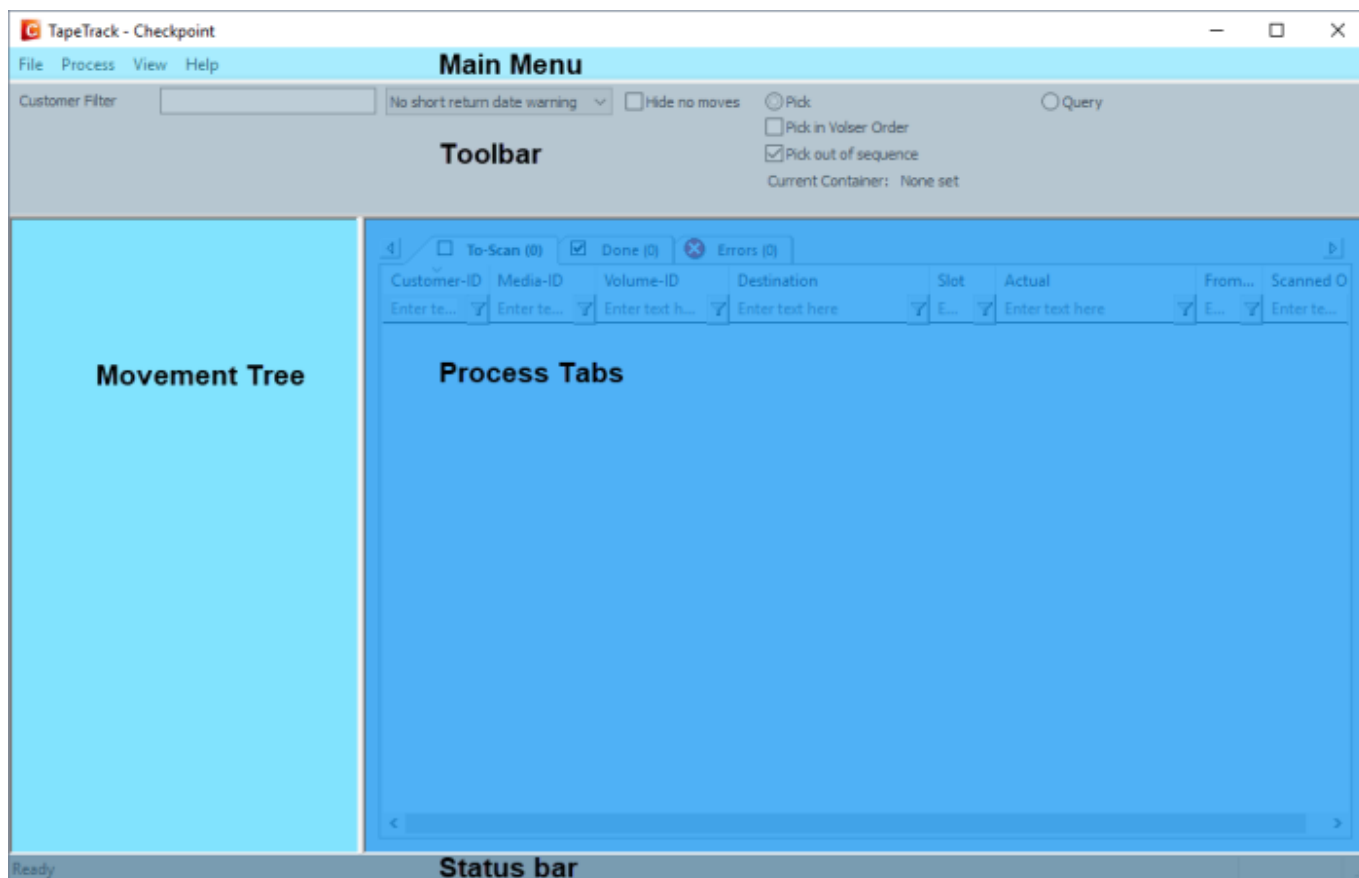 TapeTrack - Checkpoint
File Process View Help Main Menu
Customer Filter No short return date warning Hide no moves Pick Query
Pick in Volser Order
Toolbar Pick out of sequence
Current Container: None set
To-Scan (0) Done (0) Errors (0)
Customer-ID Media-ID Volume-ID Destination Slot Actual From... Scanned O
Enter te... Enter te... Enter text h... Enter text here E... Enter text here E... Enter te...
Movement Tree Process Tabs
Ready Status bar